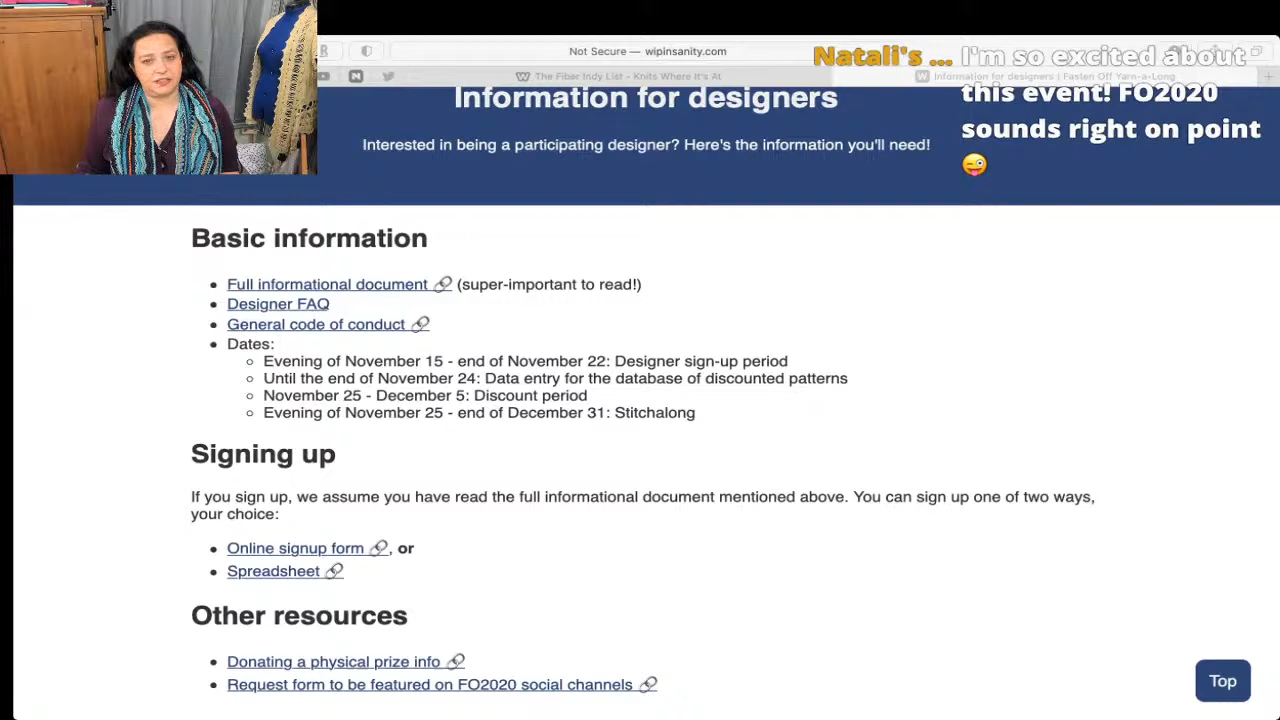 Not Secure — wipinsanity.com
The Fiber Indy List - Knits Where It's At
Information for designers | Fasten Off Yarn-a-Long
Natali's ... I'm so excited about
this event! FO2020
sounds right on point
😜
Information for designers
Interested in being a participating designer? Here's the information you'll need!
Basic information
Full informational document 🔗 (super-important to read!)
Designer FAQ
General code of conduct 🔗
Dates:
Evening of November 15 - end of November 22: Designer sign-up period
Until the end of November 24: Data entry for the database of discounted patterns
November 25 - December 5: Discount period
Evening of November 25 - end of December 31: Stitchalong
Signing up
If you sign up, we assume you have read the full informational document mentioned above. You can sign up one of two ways,
your choice:
Online signup form 🔗, or
Spreadsheet 🔗
Other resources
Donating a physical prize info 🔗
Request form to be featured on FO2020 social channels 🔗
Top